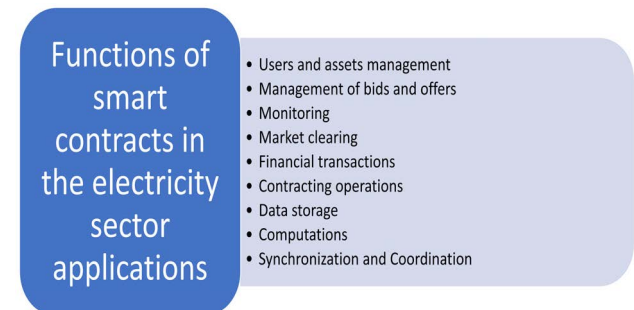 Functions of
smart
contracts in
the electricity
sector
applications
• Users and assets management
• Management of bids and offers
• Monitoring
• Market clearing
• Financial transactions
• Contracting operations
• Data storage
• Computations
• Synchronization and Coordination